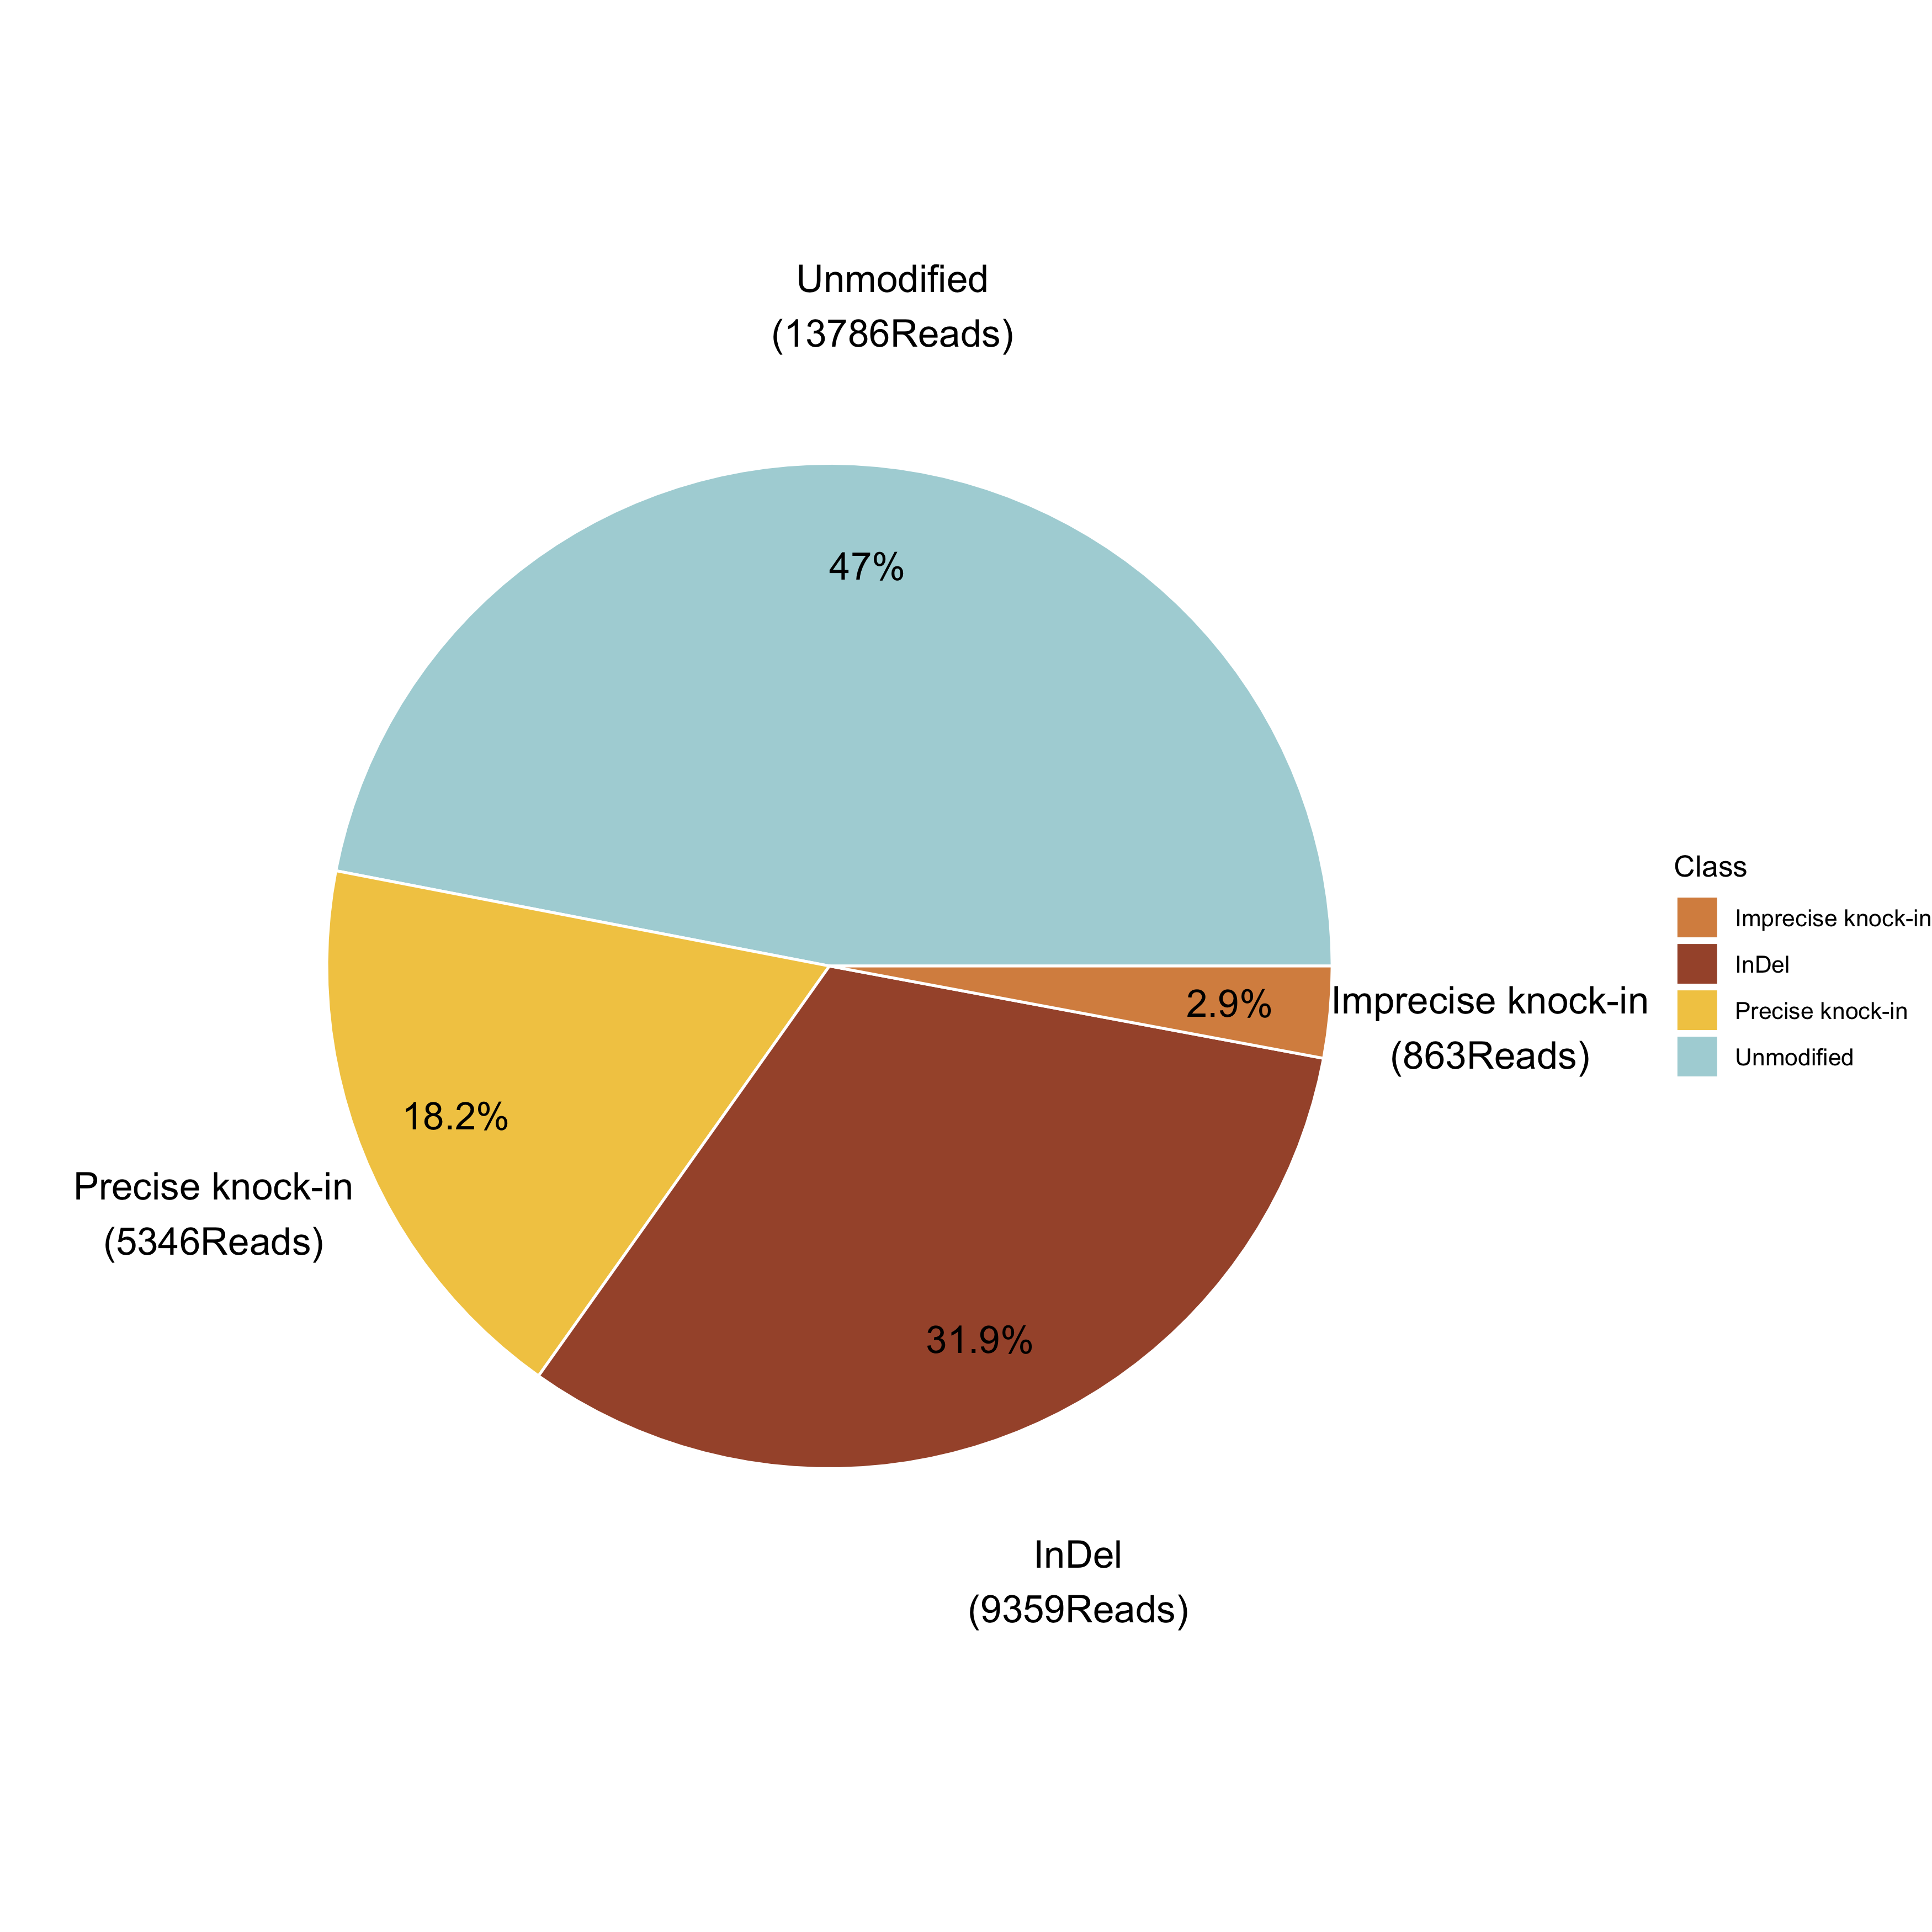 Unmodified
(13786Reads)
47%
Class
Imprecise knock-in
InDel
Precise knock-in
Unmodified
2.9%
Imprecise knock-in
(863Reads)
18.2%
Precise knock-in
(5346Reads)
31.9%
InDel
(9359Reads)